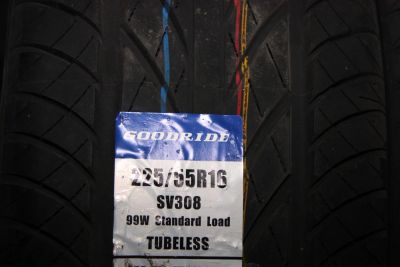 GOODRIDE
225/55R16
SV308
99W Standard Load
TUBELESS